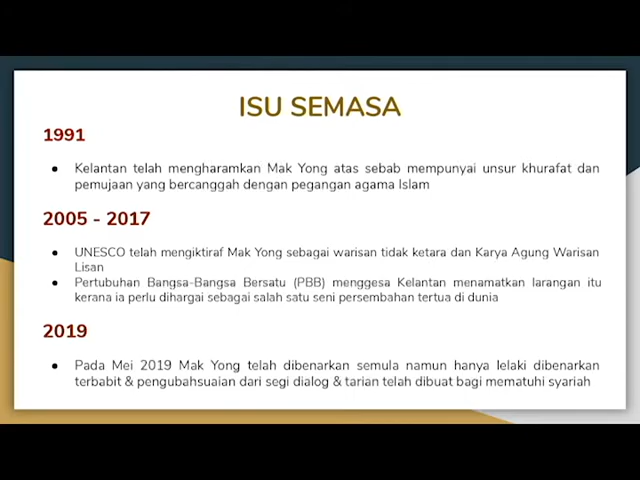 ISU SEMASA
1991
● Kelantan telah mengharamkan Mak Yong atas sebab mempunyai unsur khurafat dan
pemujaan yang bercanggah dengan pegangan agama Islam
2005 - 2017
● UNESCO telah mengiktiraf Mak Yong sebagai warisan tidak ketara dan Karya Agung Warisan
Lisan
● Pertubuhan Bangsa-Bangsa Bersatu (PBB) menggesa Kelantan menamatkan larangan itu
kerana ia perlu dihargai sebagai salah satu seni persembahan tertua di dunia
2019
● Pada Mei 2019 Mak Yong telah dibenarkan semula namun hanya lelaki dibenarkan
terbabit & pengubahsuaian dari segi dialog & tarian telah dibuat bagi mematuhi syariah